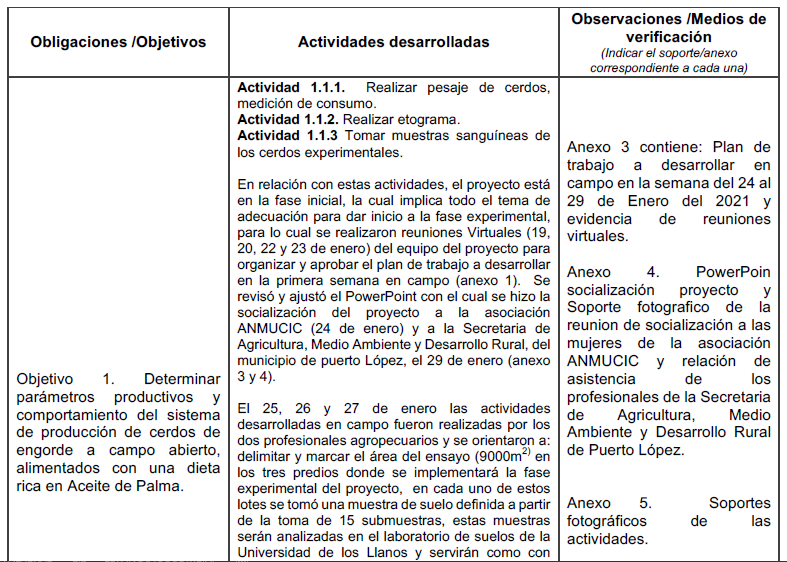 Obligaciones /Objetivos
Actividades desarrolladas
Observaciones /Medios de
verificación
(Indicar el soporte/anexo
correspondiente a cada una)
Objetivo 1. Determinar
parámetros productivos y
comportamiento del sistema
de producción de cerdos de
engorde a campo abierto,
alimentados con una dieta
rica en Aceite de Palma.
Actividad 1.1.1. Realizar pesaje de cerdos,
medición de consumo.
Actividad 1.1.2. Realizar etograma.
Actividad 1.1.3 Tomar muestras sanguíneas de
los cerdos experimentales.
En relación con estas actividades, el proyecto está
en la fase inicial, la cual implica todo el tema de
adecuación para dar inicio a la fase experimental,
para lo cual se realizaron reuniones Virtuales (19,
20, 22 y 23 de enero) del equipo del proyecto para
organizar y aprobar el plan de trabajo a desarrollar
en la primera semana en campo (anexo 1). Se
revisó y ajustó el PowerPoint con el cual se hizo la
socialización del proyecto a la asociación
ANMUCIC (24 de enero) y a la Secretaria de
Agricultura, Medio Ambiente y Desarrollo Rural, del
municipio de puerto López, el 29 de enero (anexo
3 y 4).
El 25, 26 y 27 de enero las actividades
desarrolladas en campo fueron realizadas por los
dos profesionales agropecuarios y se orientaron a:
delimitar y marcar el área del ensayo (9000m2) en
los tres predios donde se implementará la fase
experimental del proyecto, en cada uno de estos
lotes se tomó una muestra de suelo definida a partir
de la toma de 15 submuestras, estas muestras
serán analizadas en el laboratorio de suelos de la
Universidad de los Llanos y servirán como con
Anexo 3 contiene: Plan de
trabajo a desarrollar en
campo en la semana del 24 al
29 de Enero del 2021 y
evidencia de reuniones
virtuales.
Anexo 4. PowerPoin
socialización proyecto y
Soporte fotografico de la
reunion de socialización a las
mujeres de la asociación
ANMUCIC y relación de
asistencia de los
profesionales de la Secretaria
de Agricultura, Medio
Ambiente y Desarrollo Rural
de Puerto López.
Anexo 5. Soportes
fotográficos de las
actividades.